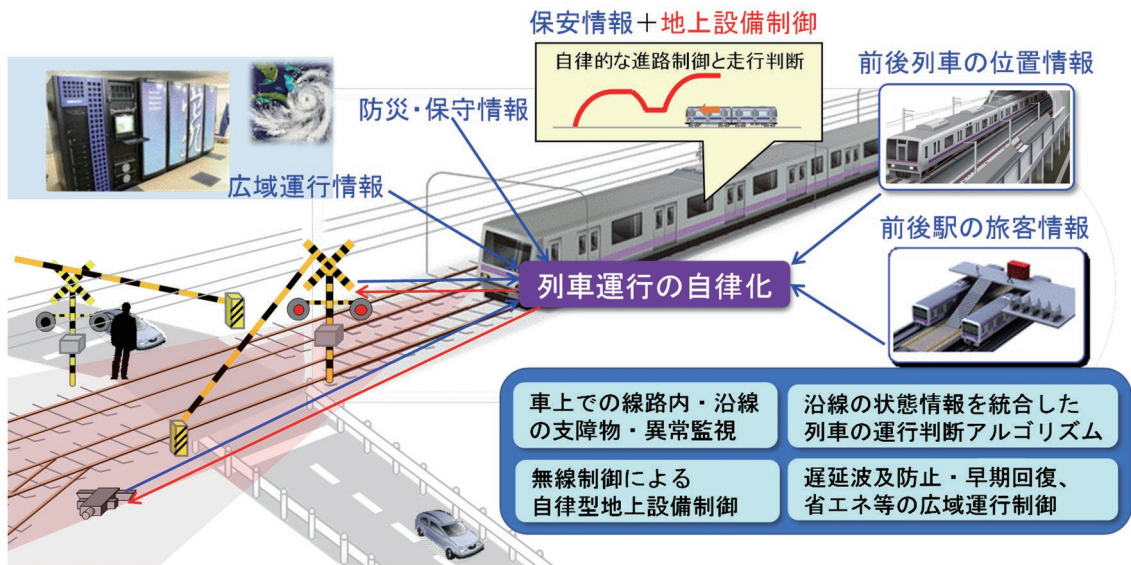 保安情報＋地上設備制御
自律的な進路制御と走行判断
前後列車の位置情報
防災・保守情報
広域運行情報
前後駅の旅客情報
列車運行の自律化
車上での線路内・沿線
の支障物・異常監視
沿線の状態情報を統合した
列車の運行判断アルゴリズム
無線制御による
自律型地上設備制御
遅延波及防止・早期回復、
省エネ等の広域運行制御